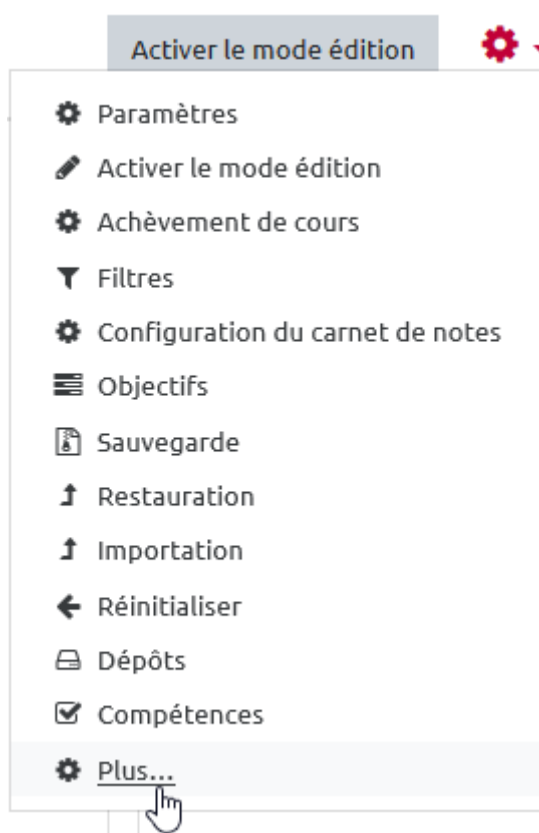 Activer le mode édition
Paramètres
Activer le mode édition
Achèvement de cours
Filtres
Configuration du carnet de notes
Objectifs
Sauvegarde
Restauration
Importation
Réinitialiser
Dépôts
Compétences
Plus...